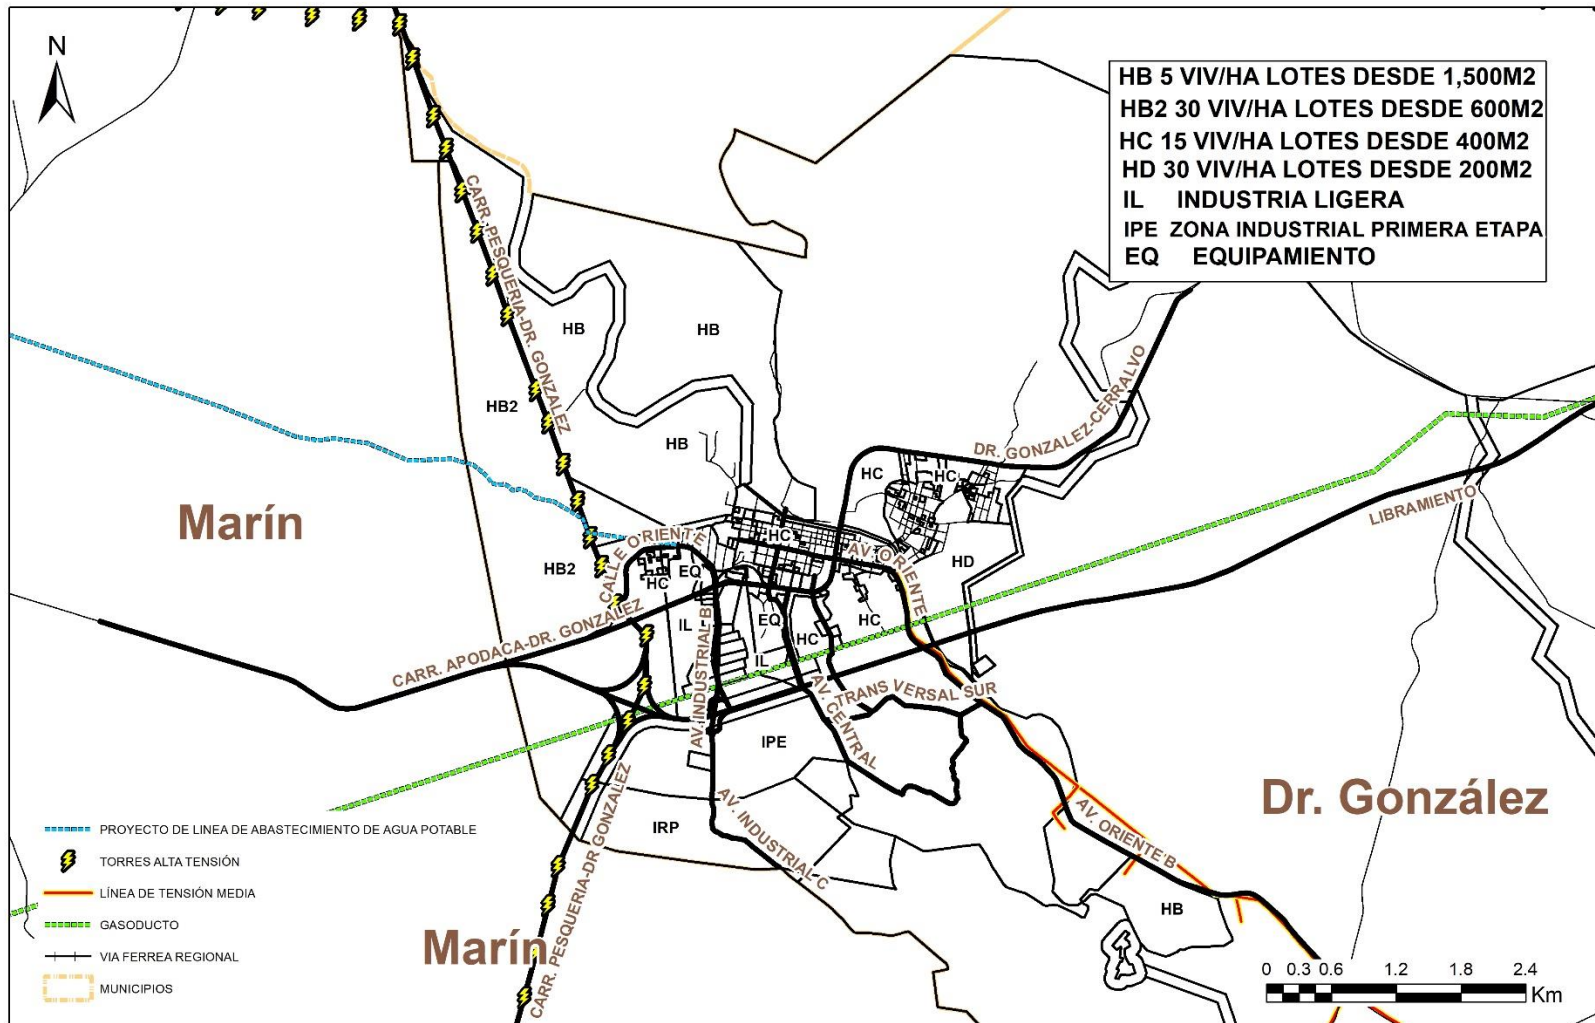 N
HB 5 VIV/HA LOTES DESDE 1,500M2
HB2 30 VIV/HA LOTES DESDE 600M2
HC 15 VIV/HA LOTES DESDE 400M2
HD 30 VIV/HA LOTES DESDE 200M2
IL INDUSTRIA LIGERA
IPE ZONA INDUSTRIAL PRIMERA ETAPA
EQ EQUIPAMIENTO
CARR. PESQUERIA-DR. GONZALEZ
HB
HB
HB2
HB
DR. GONZALEZ-CERRALVO
HC
HC
LIBRAMIENTO
Marín
HC
CALLE ORIENTE
AV. ORIENTE
HB2
HC
EQ
HD
CARR. APODACA-DR. GONZÁLEZ
IL
AV. INDUSTRIAL B
EQ
HC
HC
IL
TRANS VERSAL SUR
AV. CENTRAL
IPE
Dr. González
CARR. PESQUERIA-DR GONZALEZ
IRP
AV. INDUSTRIAL C
AV. ORIENTE B
HB
Marín
PROYECTO DE LINEA DE ABASTECIMIENTO DE AGUA POTABLE
TORRES ALTA TENSIÓN
LÍNEA DE TENSIÓN MEDIA
GASODUCTO
VIA FERREA REGIONAL
MUNICIPIOS
0 0.3 0.6 1.2 1.8 2.4
Km